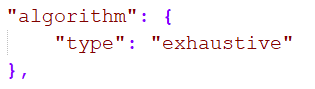 "algorithm": {
    "type": "exhaustive"
},